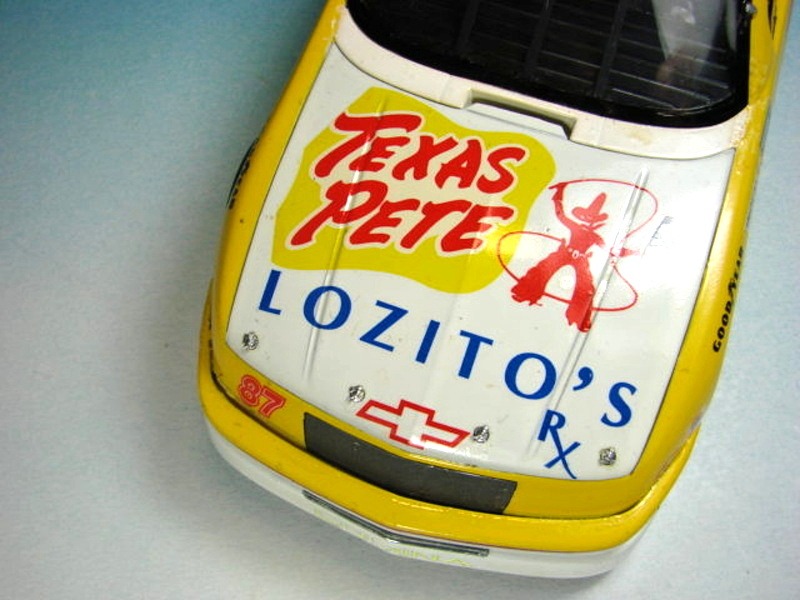 TEXAS
PETE
LOZITO'S
Rx
87
GOODYEAR